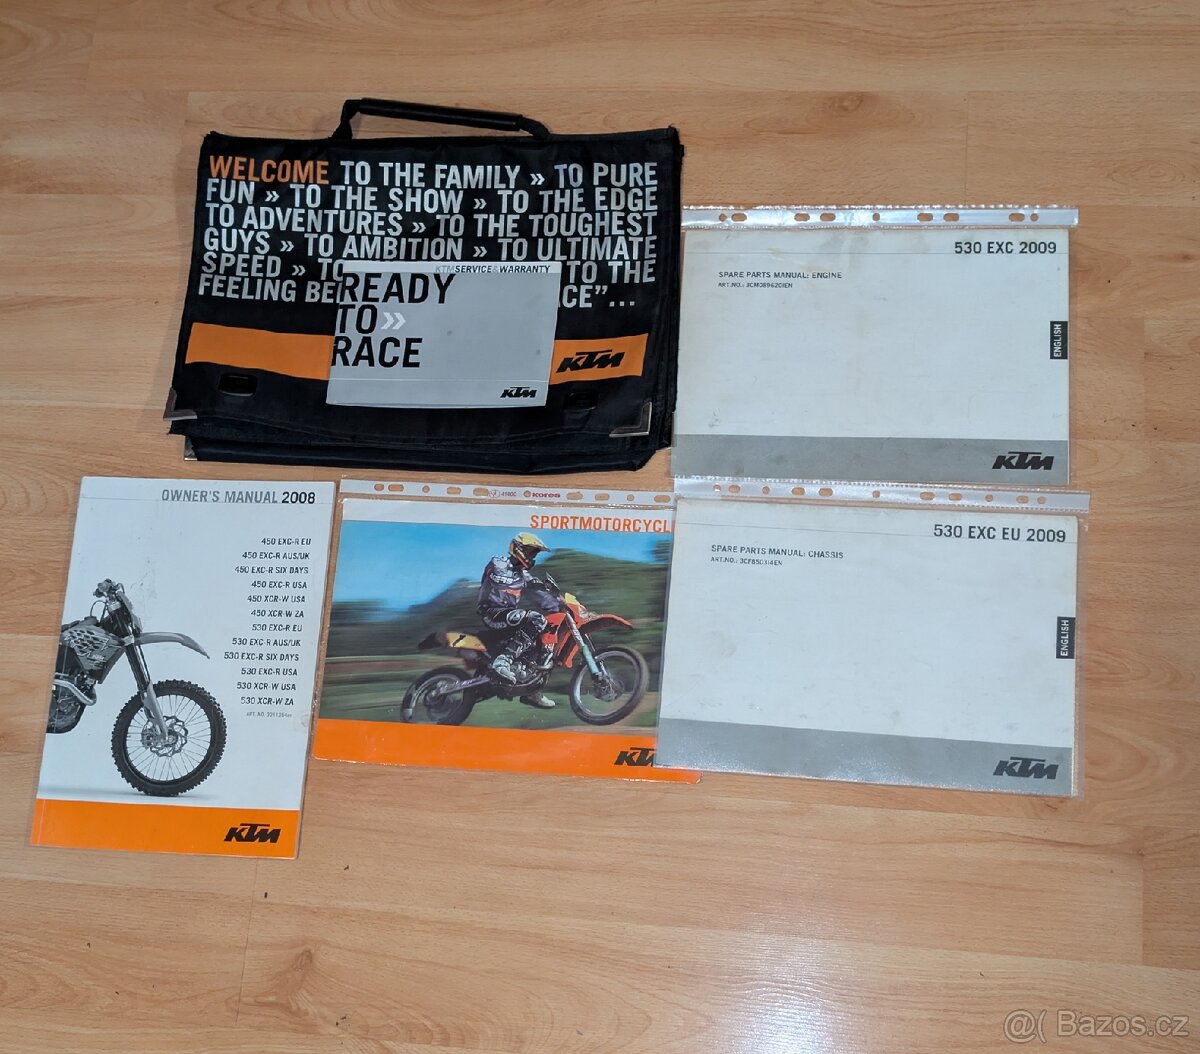 WELCOME TO THE FAMILY » TO PURE
FUN » TO THE SHOW » TO THE EDGE
TO ADVENTURES » TO THE TOUGHEST
GUYS » TO AMBITION » TO ULTIMATE
SPEED » TO TO THE
FEELING BE CE”...
KTM
KTM SERVICE & WARRANTY
READY
TO »
RACE
KTM
530 EXC 2009
SPARE PARTS MANUAL: ENGINE
ENGLISH
KTM
OWNER'S MANUAL 2008
450 EXC-R EU
450 EXC-R AUS/UK
450 EXC-R SIX DAYS
450 EXC-R USA
450 XCR-W USA
450 XCR-W ZA
530 EXC-R EU
530 EXC-R AUS/UK
530 EXC-R SIX DAYS
530 EXC-R USA
530 XCR-W USA
530 XCR-W ZA
KTM
kores
SPORTMOTORCYCL
KTM
530 EXC EU 2009
SPARE PARTS MANUAL: CHASSIS
ENGLISH
KTM
@( Bazos.cz